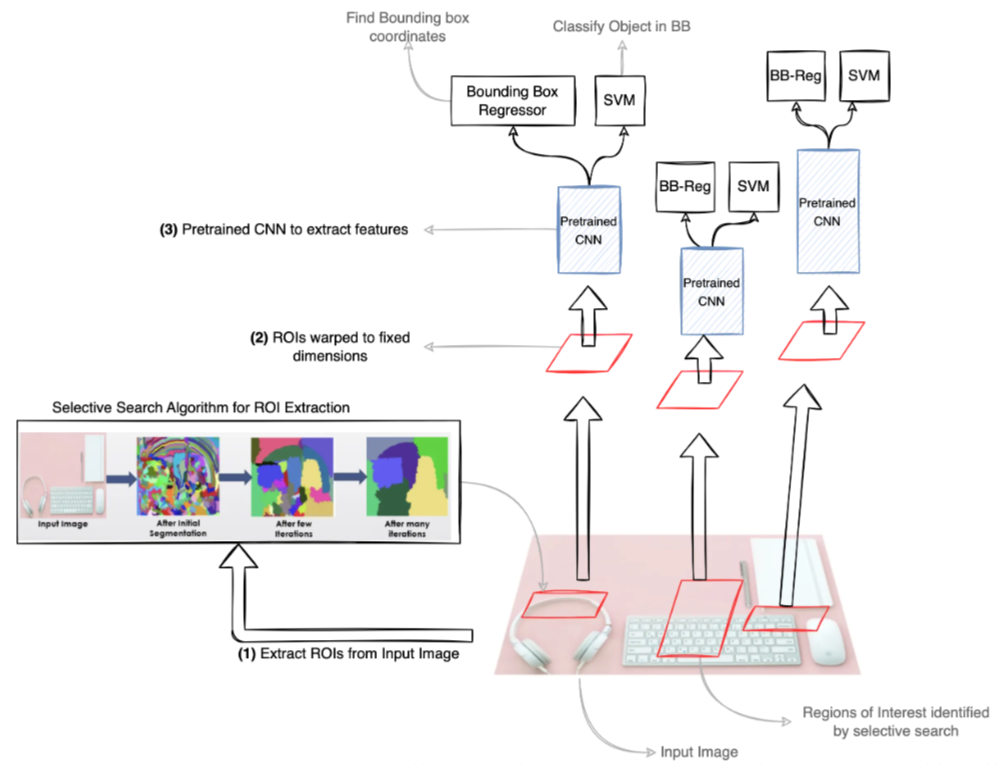 Find Bounding box
coordinates
Classify Object in BB
Bounding Box
Regressor
SVM
BB-Reg
SVM
BB-Reg
SVM
Pretrained
CNN
Pretrained
CNN
Pretrained
CNN
(3) Pretrained CNN to extract features
(2) ROIs warped to fixed
dimensions
Selective Search Algorithm for ROI Extraction
Input Image
After Initial
Segmentation
After few
Iterations
After many
iterations
(1) Extract ROIs from Input Image
Regions of Interest identified
by selective search
Input Image